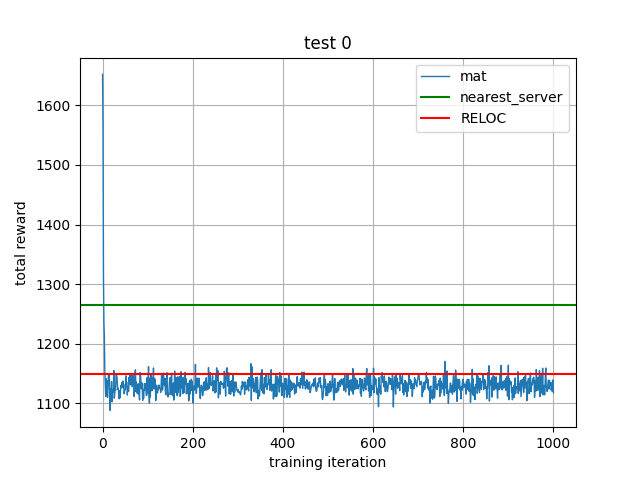 test 0
mat
nearest_server
RELOC
total reward
1600
1500
1400
1300
1200
1100
0 200 400 600 800 1000
training iteration